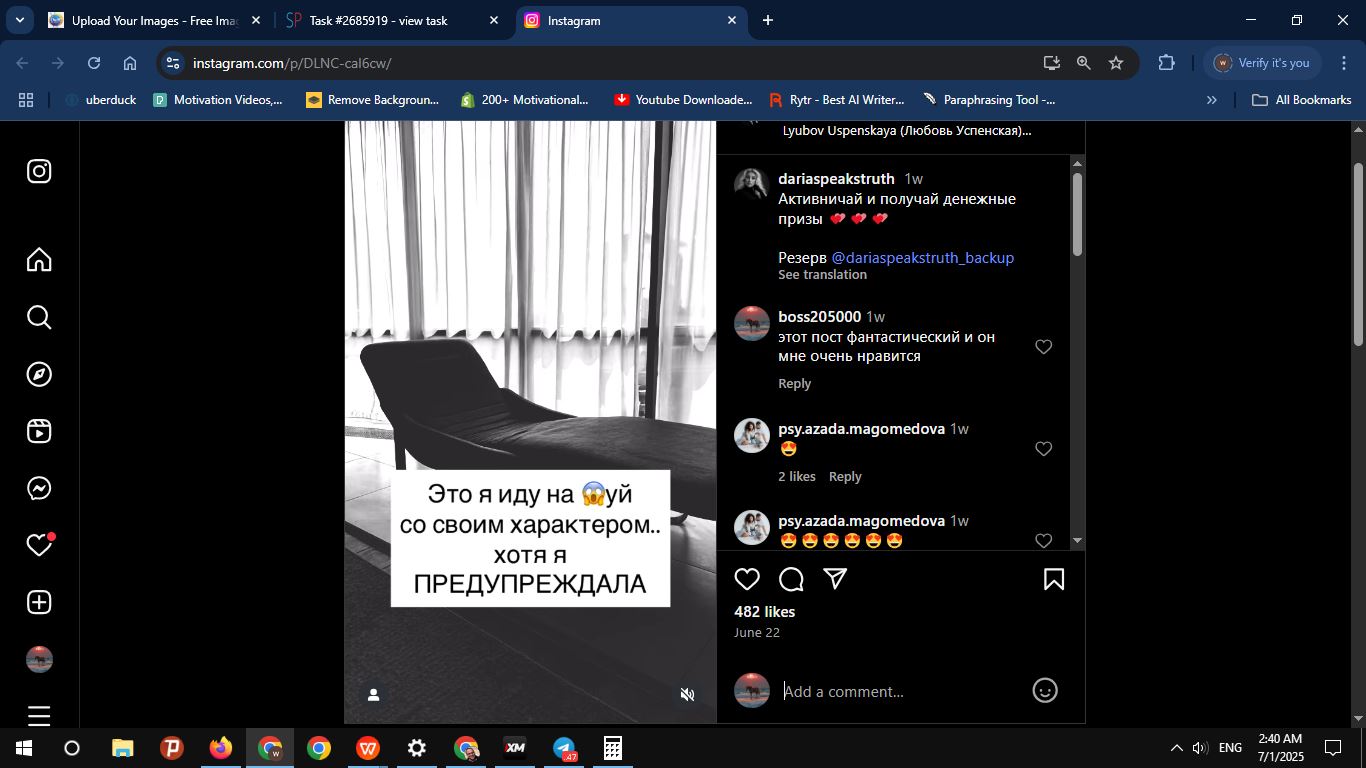 Upload Your Images - Free Imag
Task #2685919 - view task
Instagram
instagram.com/p/DLNC-cal6cw/
Verify it's you
uberduck
Motivation Videos,...
Remove Backgroun...
200+ Motivational...
Youtube Downloade...
Rytr - Best AI Writer...
Paraphrasing Tool -...
All Bookmarks
Lyubov Uspenskaya (Любовь Успенская)...
dariaspeakstruth 1w
Активничай и получай денежные
призы 💕 💕 💕
Резерв @dariaspeakstruth_backup
See translation
boss205000 1w
этот пост фантастический и он
мне очень нравится
Reply
psy.azada.magomedova 1w
😍
2 likes Reply
psy.azada.magomedova 1w
😍😍😍😍😍😍
Это я иду на 😱уй
со своим характером..
хотя я
ПРЕДУПРЕЖДАЛА
482 likes
June 22
Add a comment...
47
ENG
2:40 AM
7/1/2025